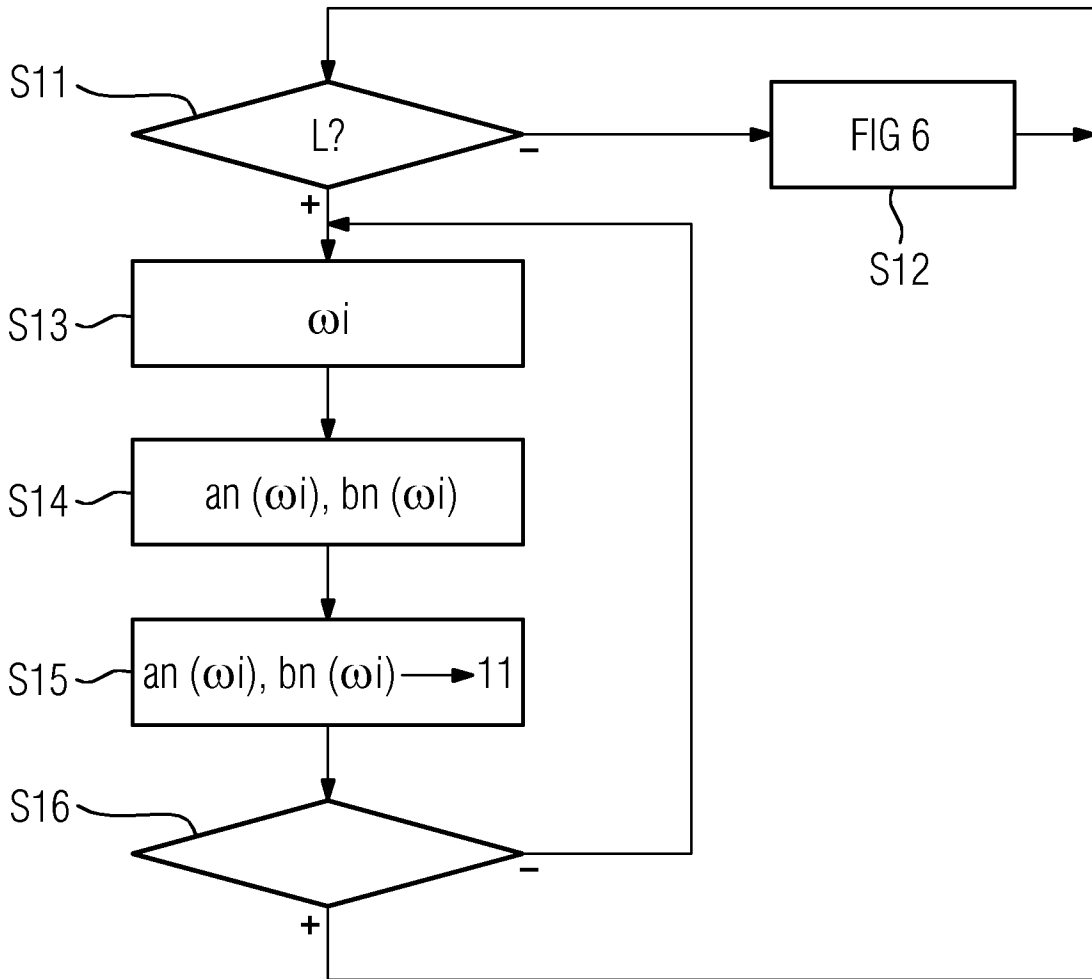 S11
L?
–
FIG 6
+
S12
S13
ωi
S14
an (ωi), bn (ωi)
S15
an (ωi), bn (ωi) → 11
S16
–
+